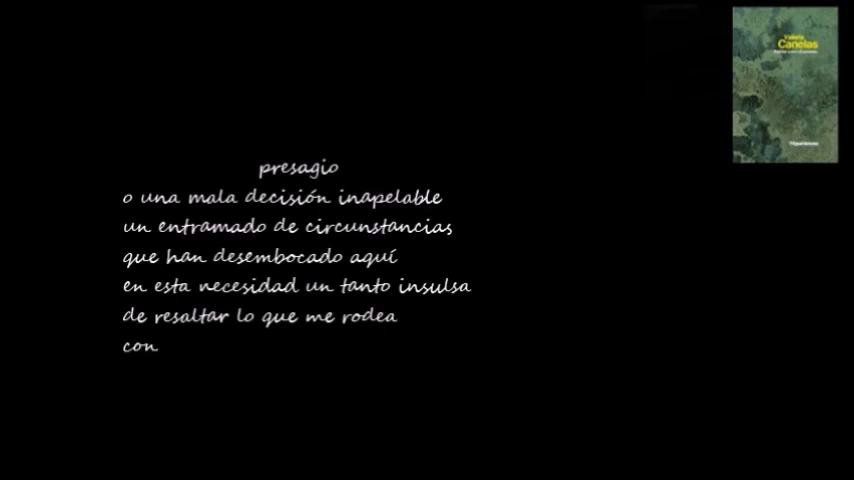 presagio
o una mala decisión inapelable
un entramado de circunstancias
que han desembocado aquí
en esta necesidad un tanto insulsa
de resaltar lo que me rodea
con
Valeria
Canelas